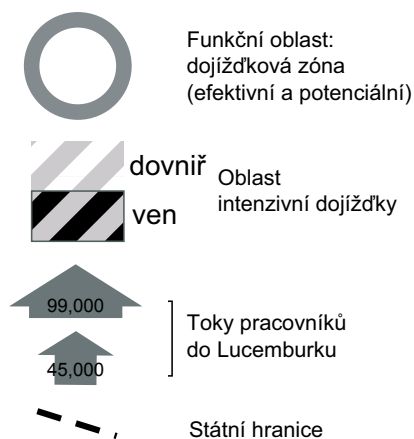 Funkční oblast:
dojížďková zóna
(efektivní a potenciální)
dovniř
ven
Oblast
intenzivní dojížďky
99,000
45,000
Toky pracovníků
do Lucemburku
Státní hranice